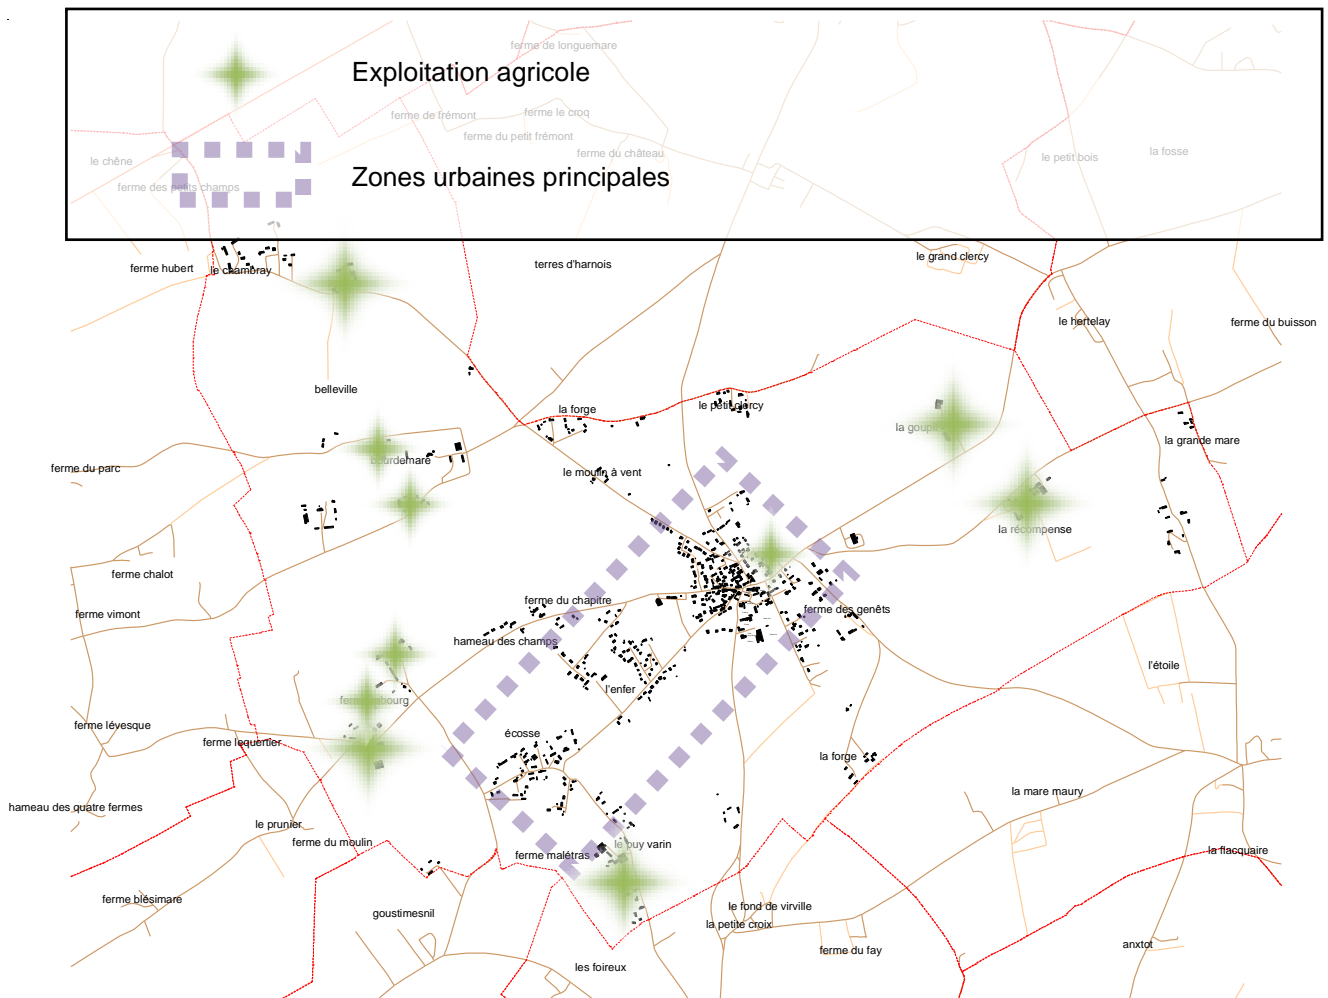 ferme de longuemare
Exploitation agricole
ferme de frémont
ferme le croq
ferme du petit frémont
ferme du château
le chêne
le petit bois
la fosse
Zones urbaines principales
ferme des petits champs
ferme hubert
le chambray
terres d'harnois
le grand clercy
le hertelay
ferme du buisson
belleville
la forge
le petit clercy
la goupil
la grande mare
bourdemare
ferme du parc
le moulin à vent
la récompense
ferme chalot
ferme vimont
ferme du chapitre
ferme des genêts
hameau des champs
l'étoile
l'enfer
ferme lévesque
ferme lequentier
écosse
la forge
hameau des quatre fermes
la mare maury
le prunier
ferme du moulin
le puy varin
ferme malétras
la flacquaire
ferme blésimare
goustimesnil
le fond de virville
la petite croix
ferme du fay
anxtot
les foireux